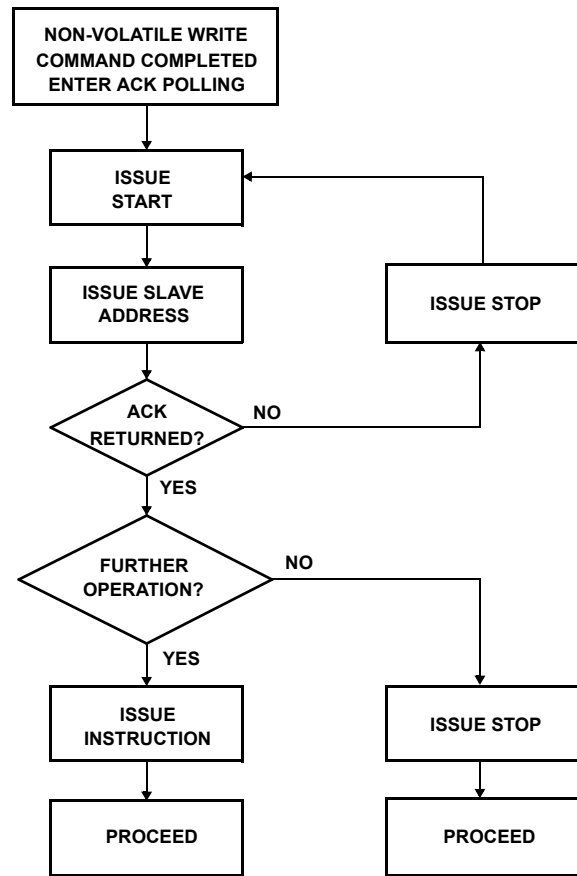 NON-VOLATILE WRITE
COMMAND COMPLETED
ENTER ACK POLLING
ISSUE
START
ISSUE SLAVE
ADDRESS
ISSUE STOP
ACK
RETURNED?
NO
YES
FURTHER
OPERATION?
NO
YES
ISSUE
INSTRUCTION
ISSUE STOP
PROCEED
PROCEED